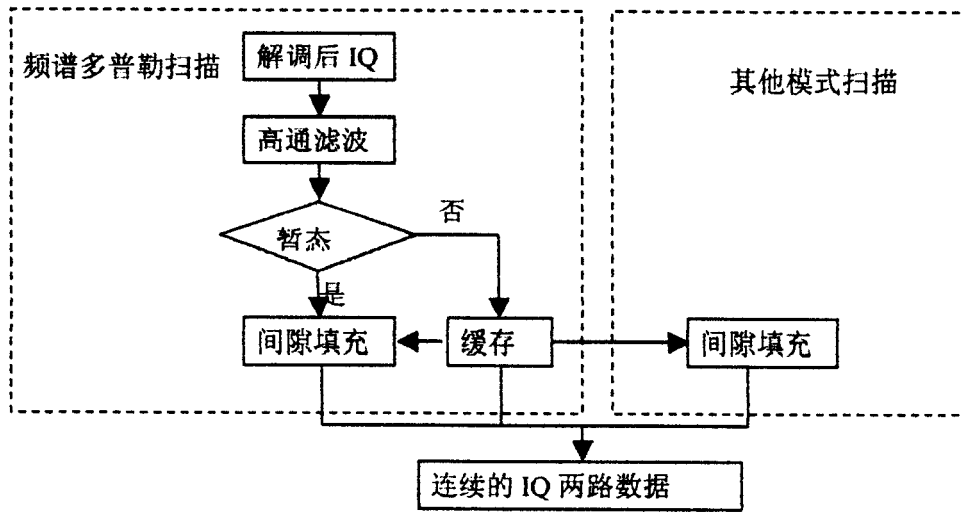 频谱多普勒扫描
解调后 IQ
其他模式扫描
高通滤波
暂态
否
是
间隙填充
缓存
间隙填充
连续的 IQ 两路数据